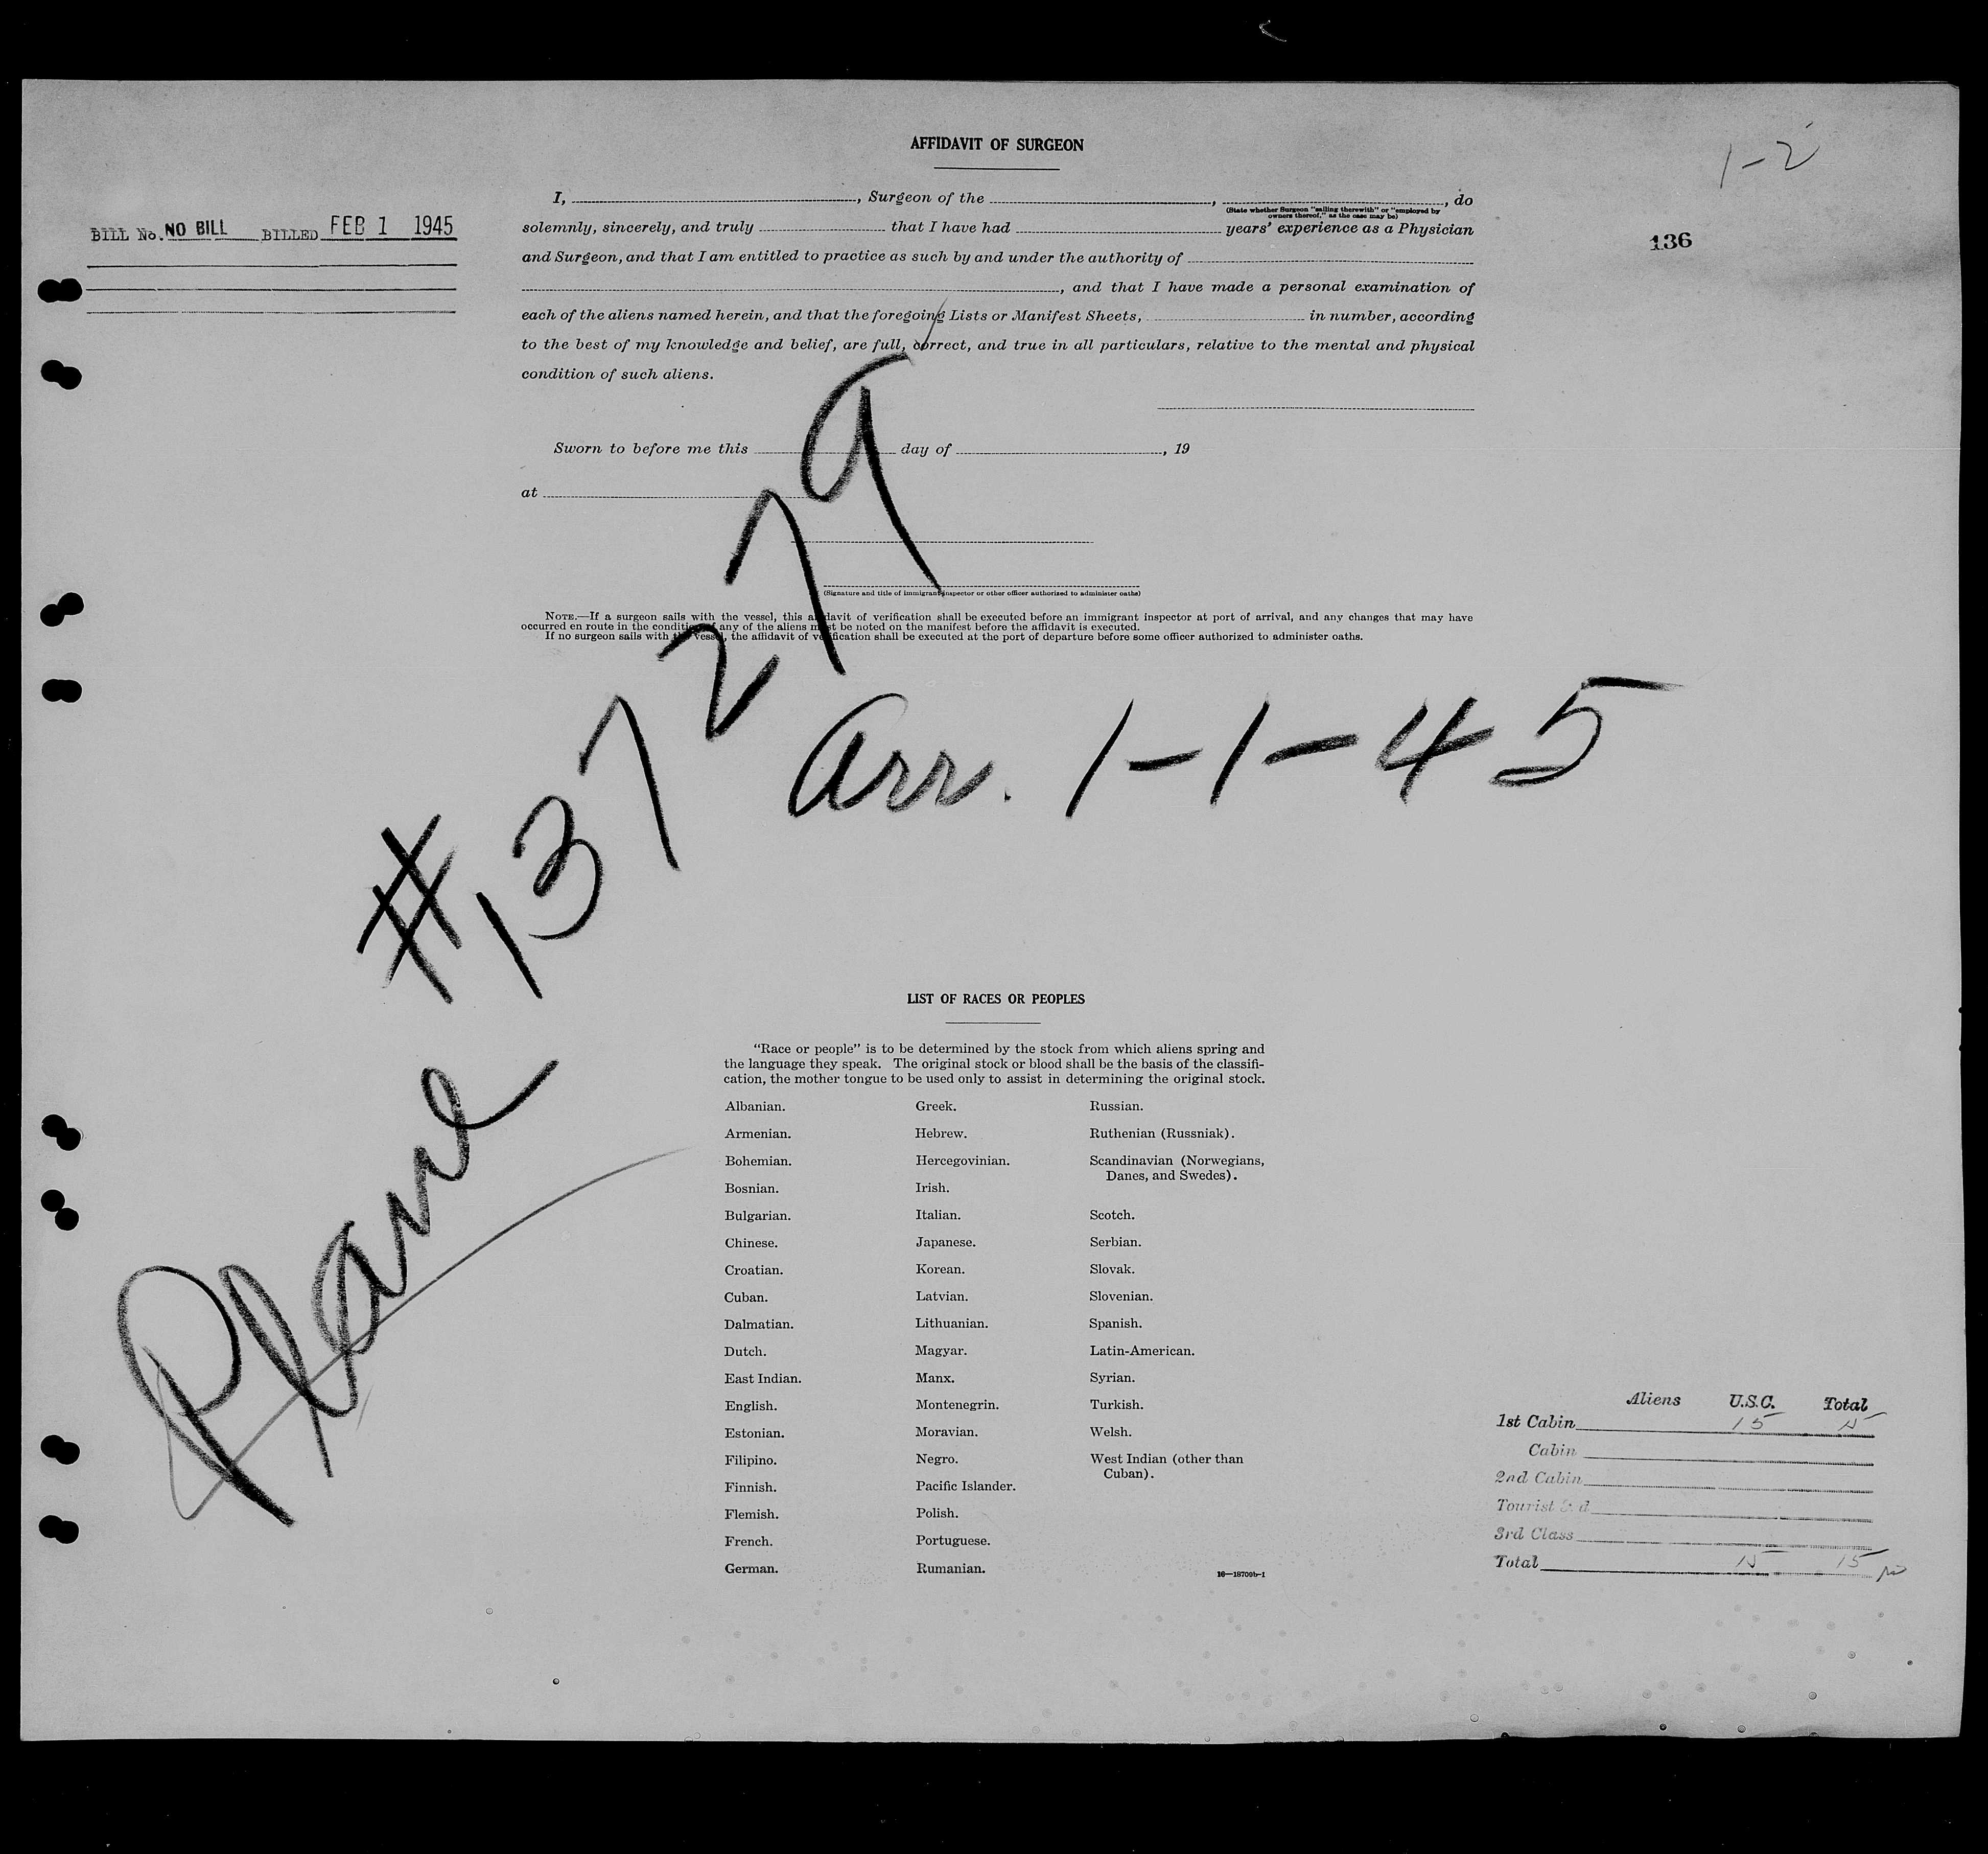 1-2
AFFIDAVIT OF SURGEON
I, , Surgeon of the , , do
(State whether Surgeon "sailing therewith" or "employed by
owners thereof," as the case may be)
BILL No. NO BILL BILLED FEB 1 1945
136
solemnly, sincerely, and truly that I have had years' experience as a Physician
and Surgeon, and that I am entitled to practice as such by and under the authority of
, and that I have made a personal examination of
each of the aliens named herein, and that the foregoing Lists or Manifest Sheets, in number, according
to the best of my knowledge and belief, are full, correct, and true in all particulars, relative to the mental and physical
condition of such aliens.
Sworn to before me this day of , 19
at
(Signature and title of immigrant inspector or other officer authorized to administer oaths)
NOTE.—If a surgeon sails with the vessel, this affidavit of verification shall be executed before an immigrant inspector at port of arrival, and any changes that may have
occurred en route in the condition of any of the aliens must be noted on the manifest before the affidavit is executed.
If no surgeon sails with the vessel, the affidavit of verification shall be executed at the port of departure before some officer authorized to administer oaths.
Plane #137279
Arr. 1-1-45
LIST OF RACES OR PEOPLES
"Race or people" is to be determined by the stock from which aliens spring and
the language they speak. The original stock or blood shall be the basis of the classifi-
cation, the mother tongue to be used only to assist in determining the original stock.
Albanian. Greek. Russian.
Armenian. Hebrew. Ruthenian (Russniak).
Bohemian. Hercegovinian. Scandinavian (Norwegians,
Danes, and Swedes).
Bosnian. Irish.
Bulgarian. Italian. Scotch.
Chinese. Japanese. Serbian.
Croatian. Korean. Slovak.
Cuban. Latvian. Slovenian.
Dalmatian. Lithuanian. Spanish.
Dutch. Magyar. Latin-American.
East Indian. Manx. Syrian.
English. Montenegrin. Turkish.
Estonian. Moravian. Welsh.
Filipino. Negro. West Indian (other than
Cuban).
Finnish. Pacific Islander.
Flemish. Polish.
French. Portuguese.
German. Rumanian.
16—18709b-1
Aliens U.S.C. Total
1st Cabin 15 15
Cabin
2nd Cabin
Tourist 3rd
3rd Class
Total 15 15